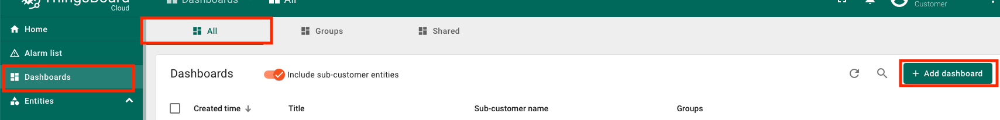 ThingsBoard
Cloud
Dashboards
All
Customer
Home
Alarm list
Dashboards
Entities
All
Groups
Shared
Dashboards
Include sub-customer entities
+ Add dashboard
Created time
Title
Sub-customer name
Groups